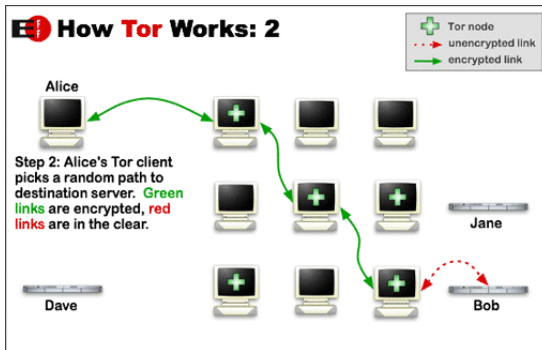 EFF How Tor Works: 2
Tor node
unencrypted link
encrypted link
Alice
Step 2: Alice's Tor client
picks a random path to
destination server. Green
links are encrypted, red
links are in the clear.
Jane
Dave
Bob